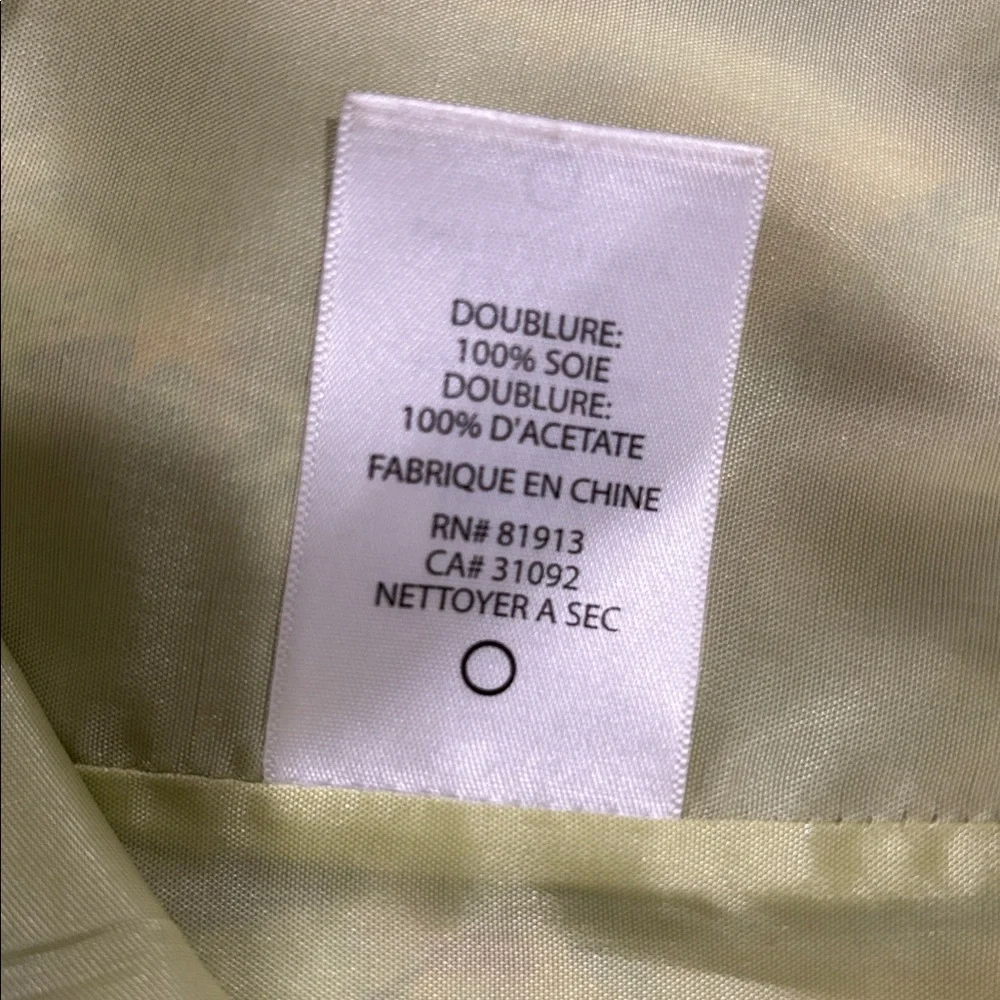 DOUBLURE:
100% SOIE
DOUBLURE:
100% D'ACETATE
FABRIQUE EN CHINE
RN# 81913
CA# 31092
NETTOYER A SEC